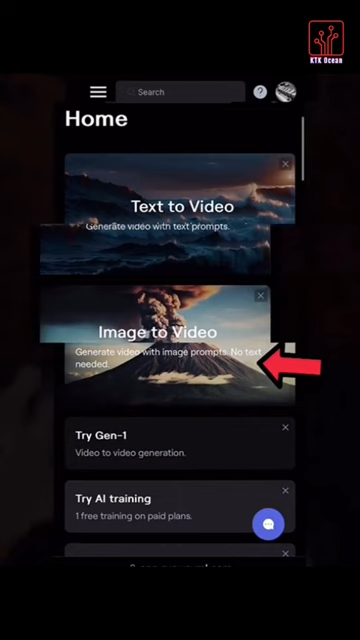 KTK Ocean
Search
?
Home
Text to Video
Generate video with text prompts.
Image to Video
Generate video with image prompts. No text
needed.
Try Gen-1
Video to video generation.
Try AI training
1 free training on paid plans.